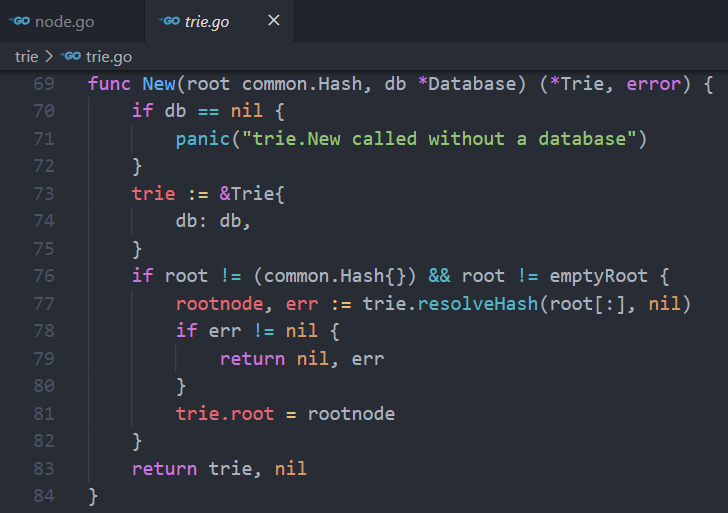 GO node.go GO trie.go ×
trie > GO trie.go
69 func New(root common.Hash, db *Database) (*Trie, error) {
70     if db == nil {
71         panic("trie.New called without a database")
72     }
73     trie := &Trie{
74         db: db,
75     }
76     if root != (common.Hash{}) && root != emptyRoot {
77         rootnode, err := trie.resolveHash(root[:], nil)
78         if err != nil {
79             return nil, err
80         }
81         trie.root = rootnode
82     }
83     return trie, nil
84 }